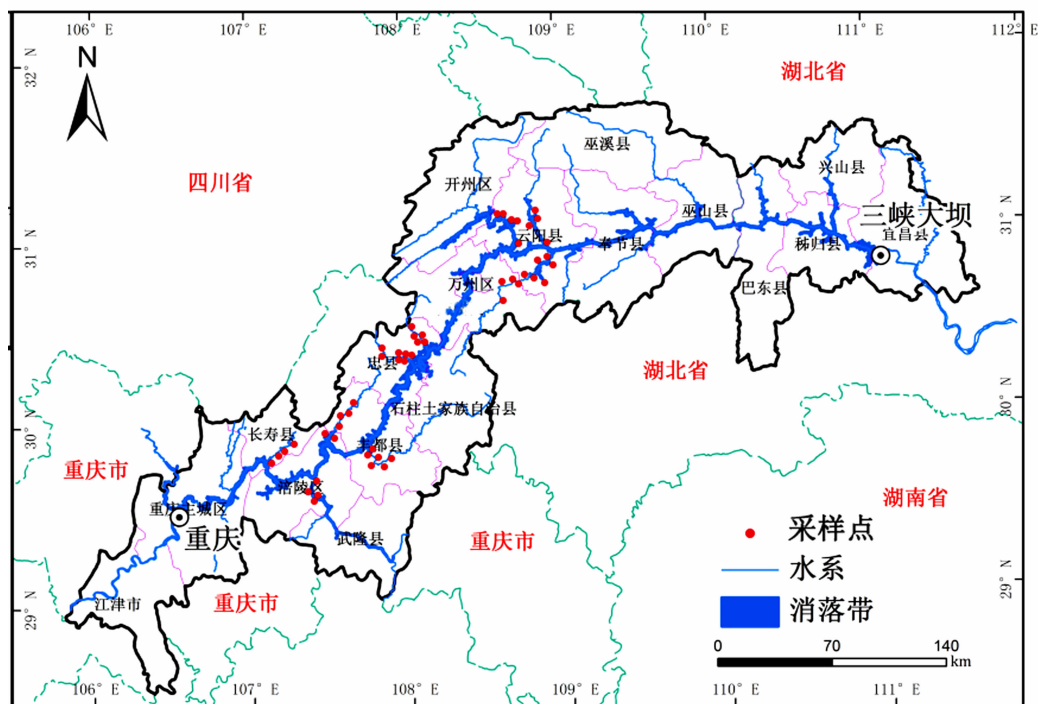 106° E
107° E
108° E
109° E
110° E
111° E
112° E
N
32° N
31° N
30° N
29° N
31° N
30° N
29° N
湖北省
四川省
巫溪县
兴山县
开州区
巫山县
三峡大坝
云阳县
奉节县
秭归县
宜昌县
万州区
巴东县
忠县
湖北省
石柱土家族自治县
长寿县
丰都县
重庆市
涪陵区
湖南省
重庆主城区
重庆
武隆县
重庆市
江津市
重庆市
采样点
水系
消落带
0
70
140
km
106° E
107° E
108° E
109° E
110° E
111° E